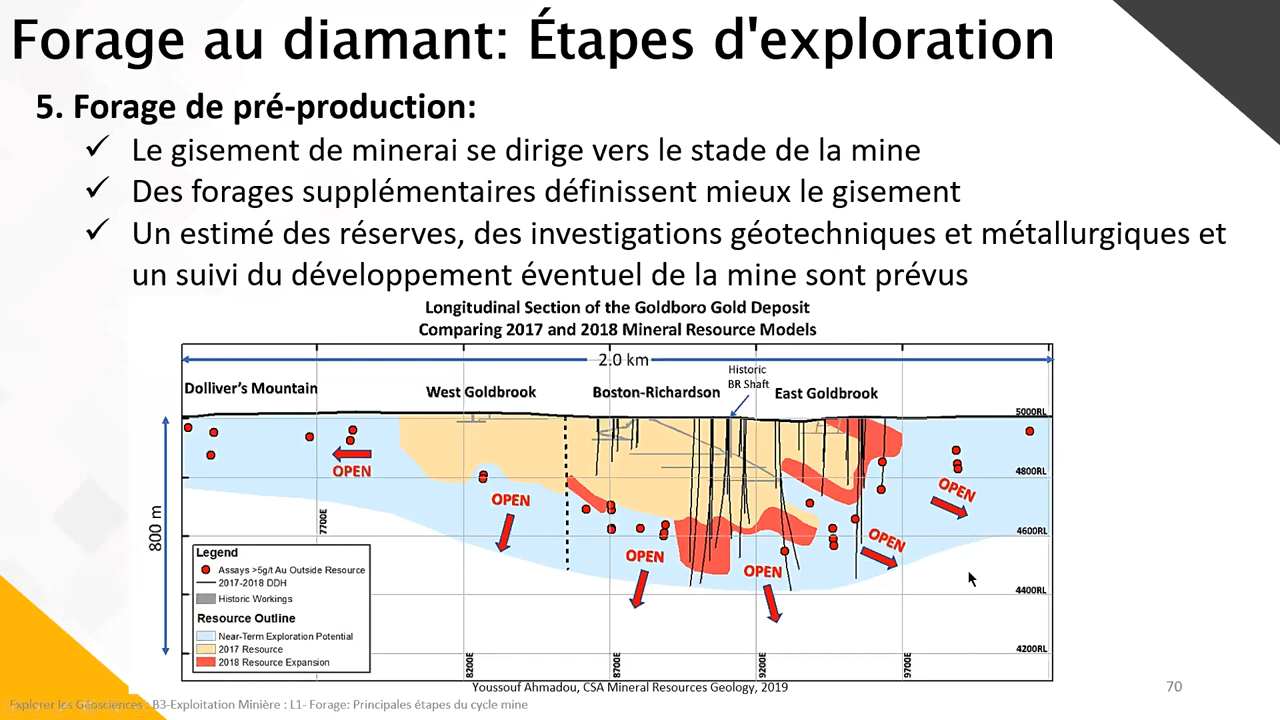 Forage au diamant: Étapes d'exploration
5. Forage de pré-production:
✓ Le gisement de minerai se dirige vers le stade de la mine
✓ Des forages supplémentaires définissent mieux le gisement
✓ Un estimé des réserves, des investigations géotechniques et métallurgiques et
un suivi du développement éventuel de la mine sont prévus
Longitudinal Section of the Goldboro Gold Deposit
Comparing 2017 and 2018 Mineral Resource Models
2.0 km
Historic
BR Shaft
Dolliver's Mountain
West Goldbrook
Boston-Richardson
East Goldbrook
5000RL
4800RL
4600RL
4400RL
4200RL
800 m
OPEN
OPEN
OPEN
OPEN
OPEN
OPEN
7700E
8200E
8700E
9200E
9700E
Legend
Assays >5g/t Au Outside Resource
2017-2018 DDH
Historic Workings
Resource Outline
Near-Term Exploration Potential
2017 Resource
2018 Resource Expansion
Youssouf Ahmadou, CSA Mineral Resources Geology, 2019
70
Explorer les Géosciences : B3-Exploitation Minière : L1- Forage: Principales étapes du cycle mine